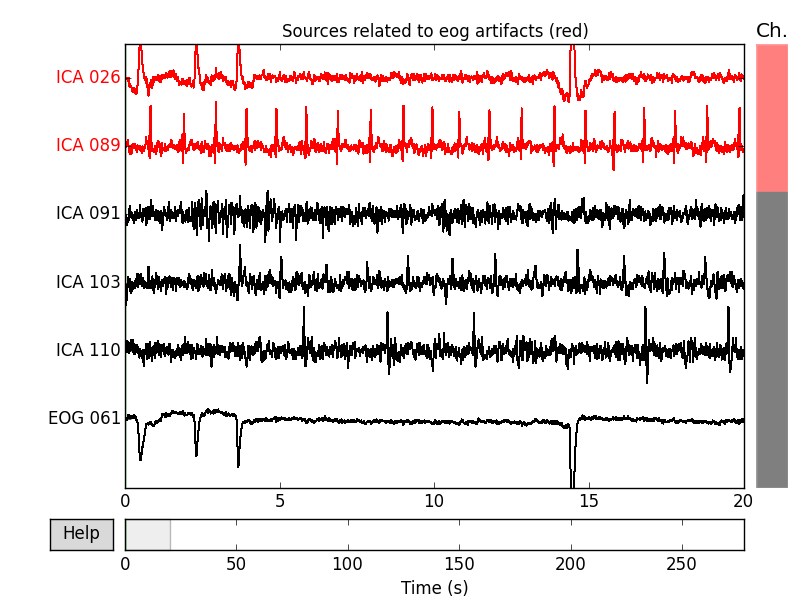 Sources related to eog artifacts (red)
Ch.
ICA 026
ICA 089
ICA 091
ICA 103
ICA 110
EOG 061
0 5 10 15 20
Help
0 50 100 150 200 250
Time (s)